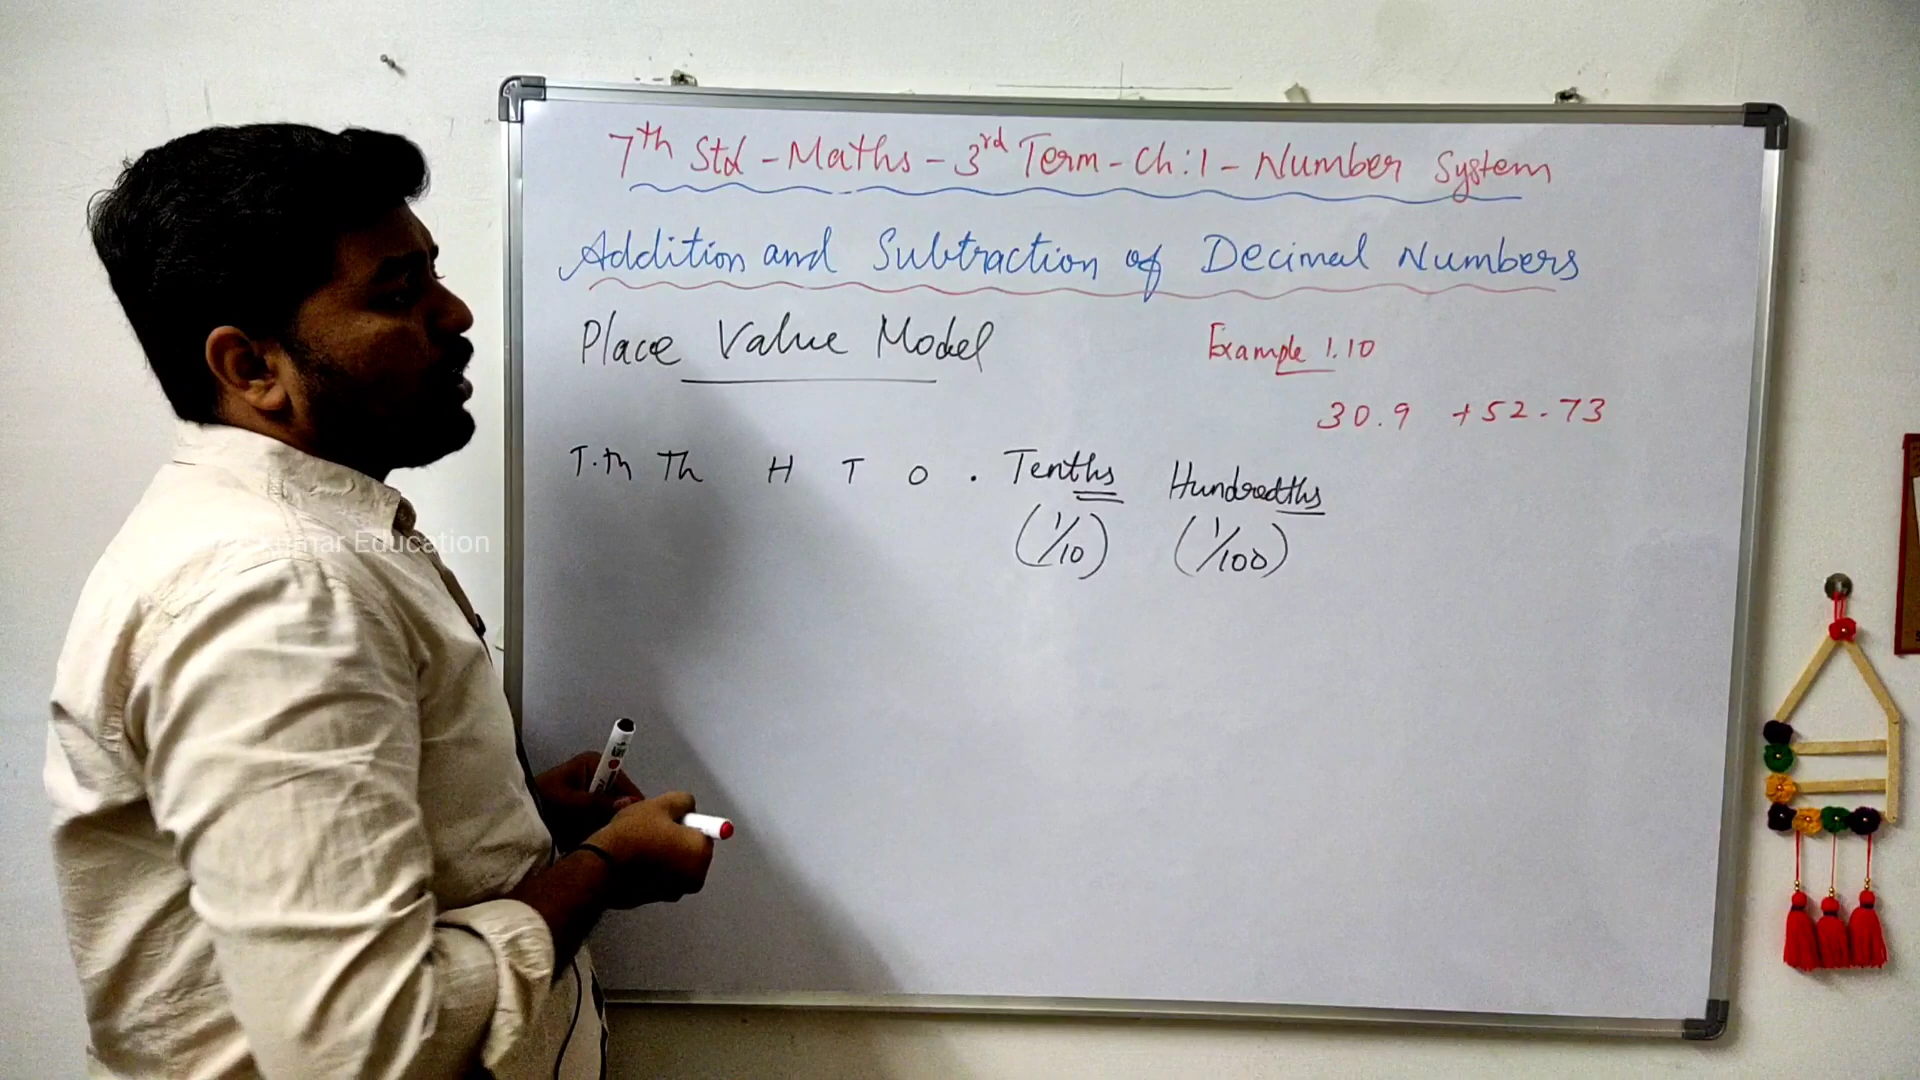 7th Std - Maths - 3rd Term - Ch:1 - Number System
Addition and Subtraction of Decimal Numbers
Place Value Model
Example 1.10
30.9 + 52.73
T.th Th H T O . Tenths Hundredths
(1/10) (1/100)
Education